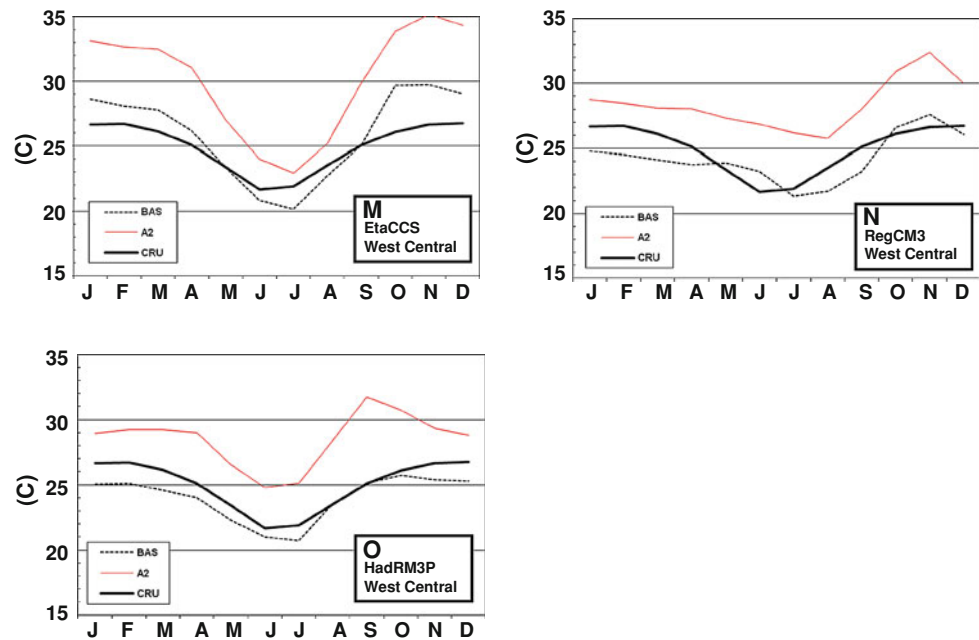 35
30
25
20
15
(C)
BAS
A2
CRU
M
EtaCCS
West Central
J F M A M J J A S O N D
35
30
25
20
15
(C)
BAS
A2
CRU
N
RegCM3
West Central
J F M A M J J A S O N D
35
30
25
20
15
(C)
BAS
A2
CRU
O
HadRM3P
West Central
J F M A M J J A S O D